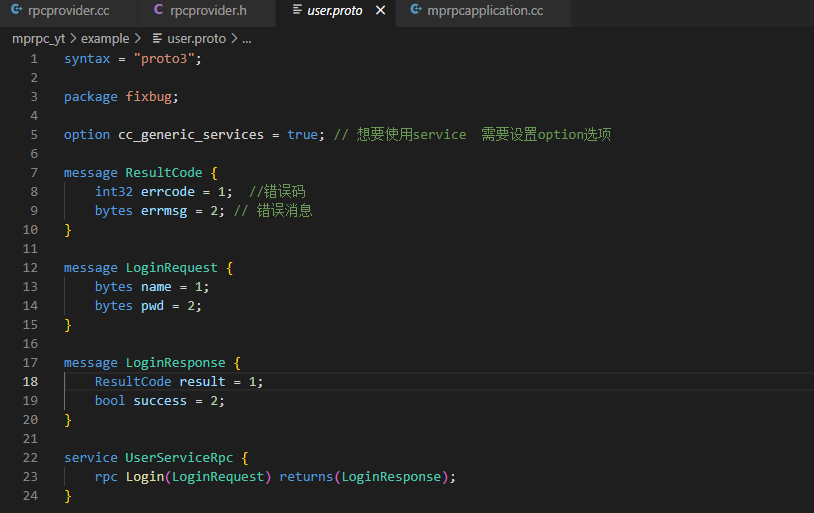 rpcprovider.cc rpcprovider.h user.proto mprpcapplication.cc
mprpc_yt > example > user.proto > ...
1 syntax = "proto3";
2
3 package fixbug;
4
5 option cc_generic_services = true; // 想要使用service 需要设置option选项
6
7 message ResultCode {
8 int32 errcode = 1; //错误码
9 bytes errmsg = 2; // 错误消息
10 }
11
12 message LoginRequest {
13 bytes name = 1;
14 bytes pwd = 2;
15 }
16
17 message LoginResponse {
18 ResultCode result = 1;
19 bool success = 2;
20 }
21
22 service UserServiceRpc {
23 rpc Login(LoginRequest) returns(LoginResponse);
24 }